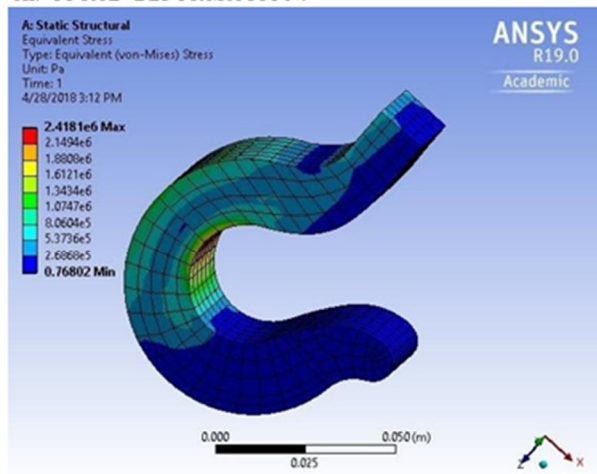 A: Static Structural
Equivalent Stress
Type: Equivalent (von-Mises) Stress
Unit: Pa
Time: 1
4/28/2018 3:12 PM
2.4181e6 Max
2.1494e6
1.8808e6
1.6121e6
1.3434e6
1.0747e6
8.0604e5
5.3736e5
2.6868e5
0.76802 Min
ANSYS
R19.0
Academic
0.000
0.050 (m)
0.025
Z
X